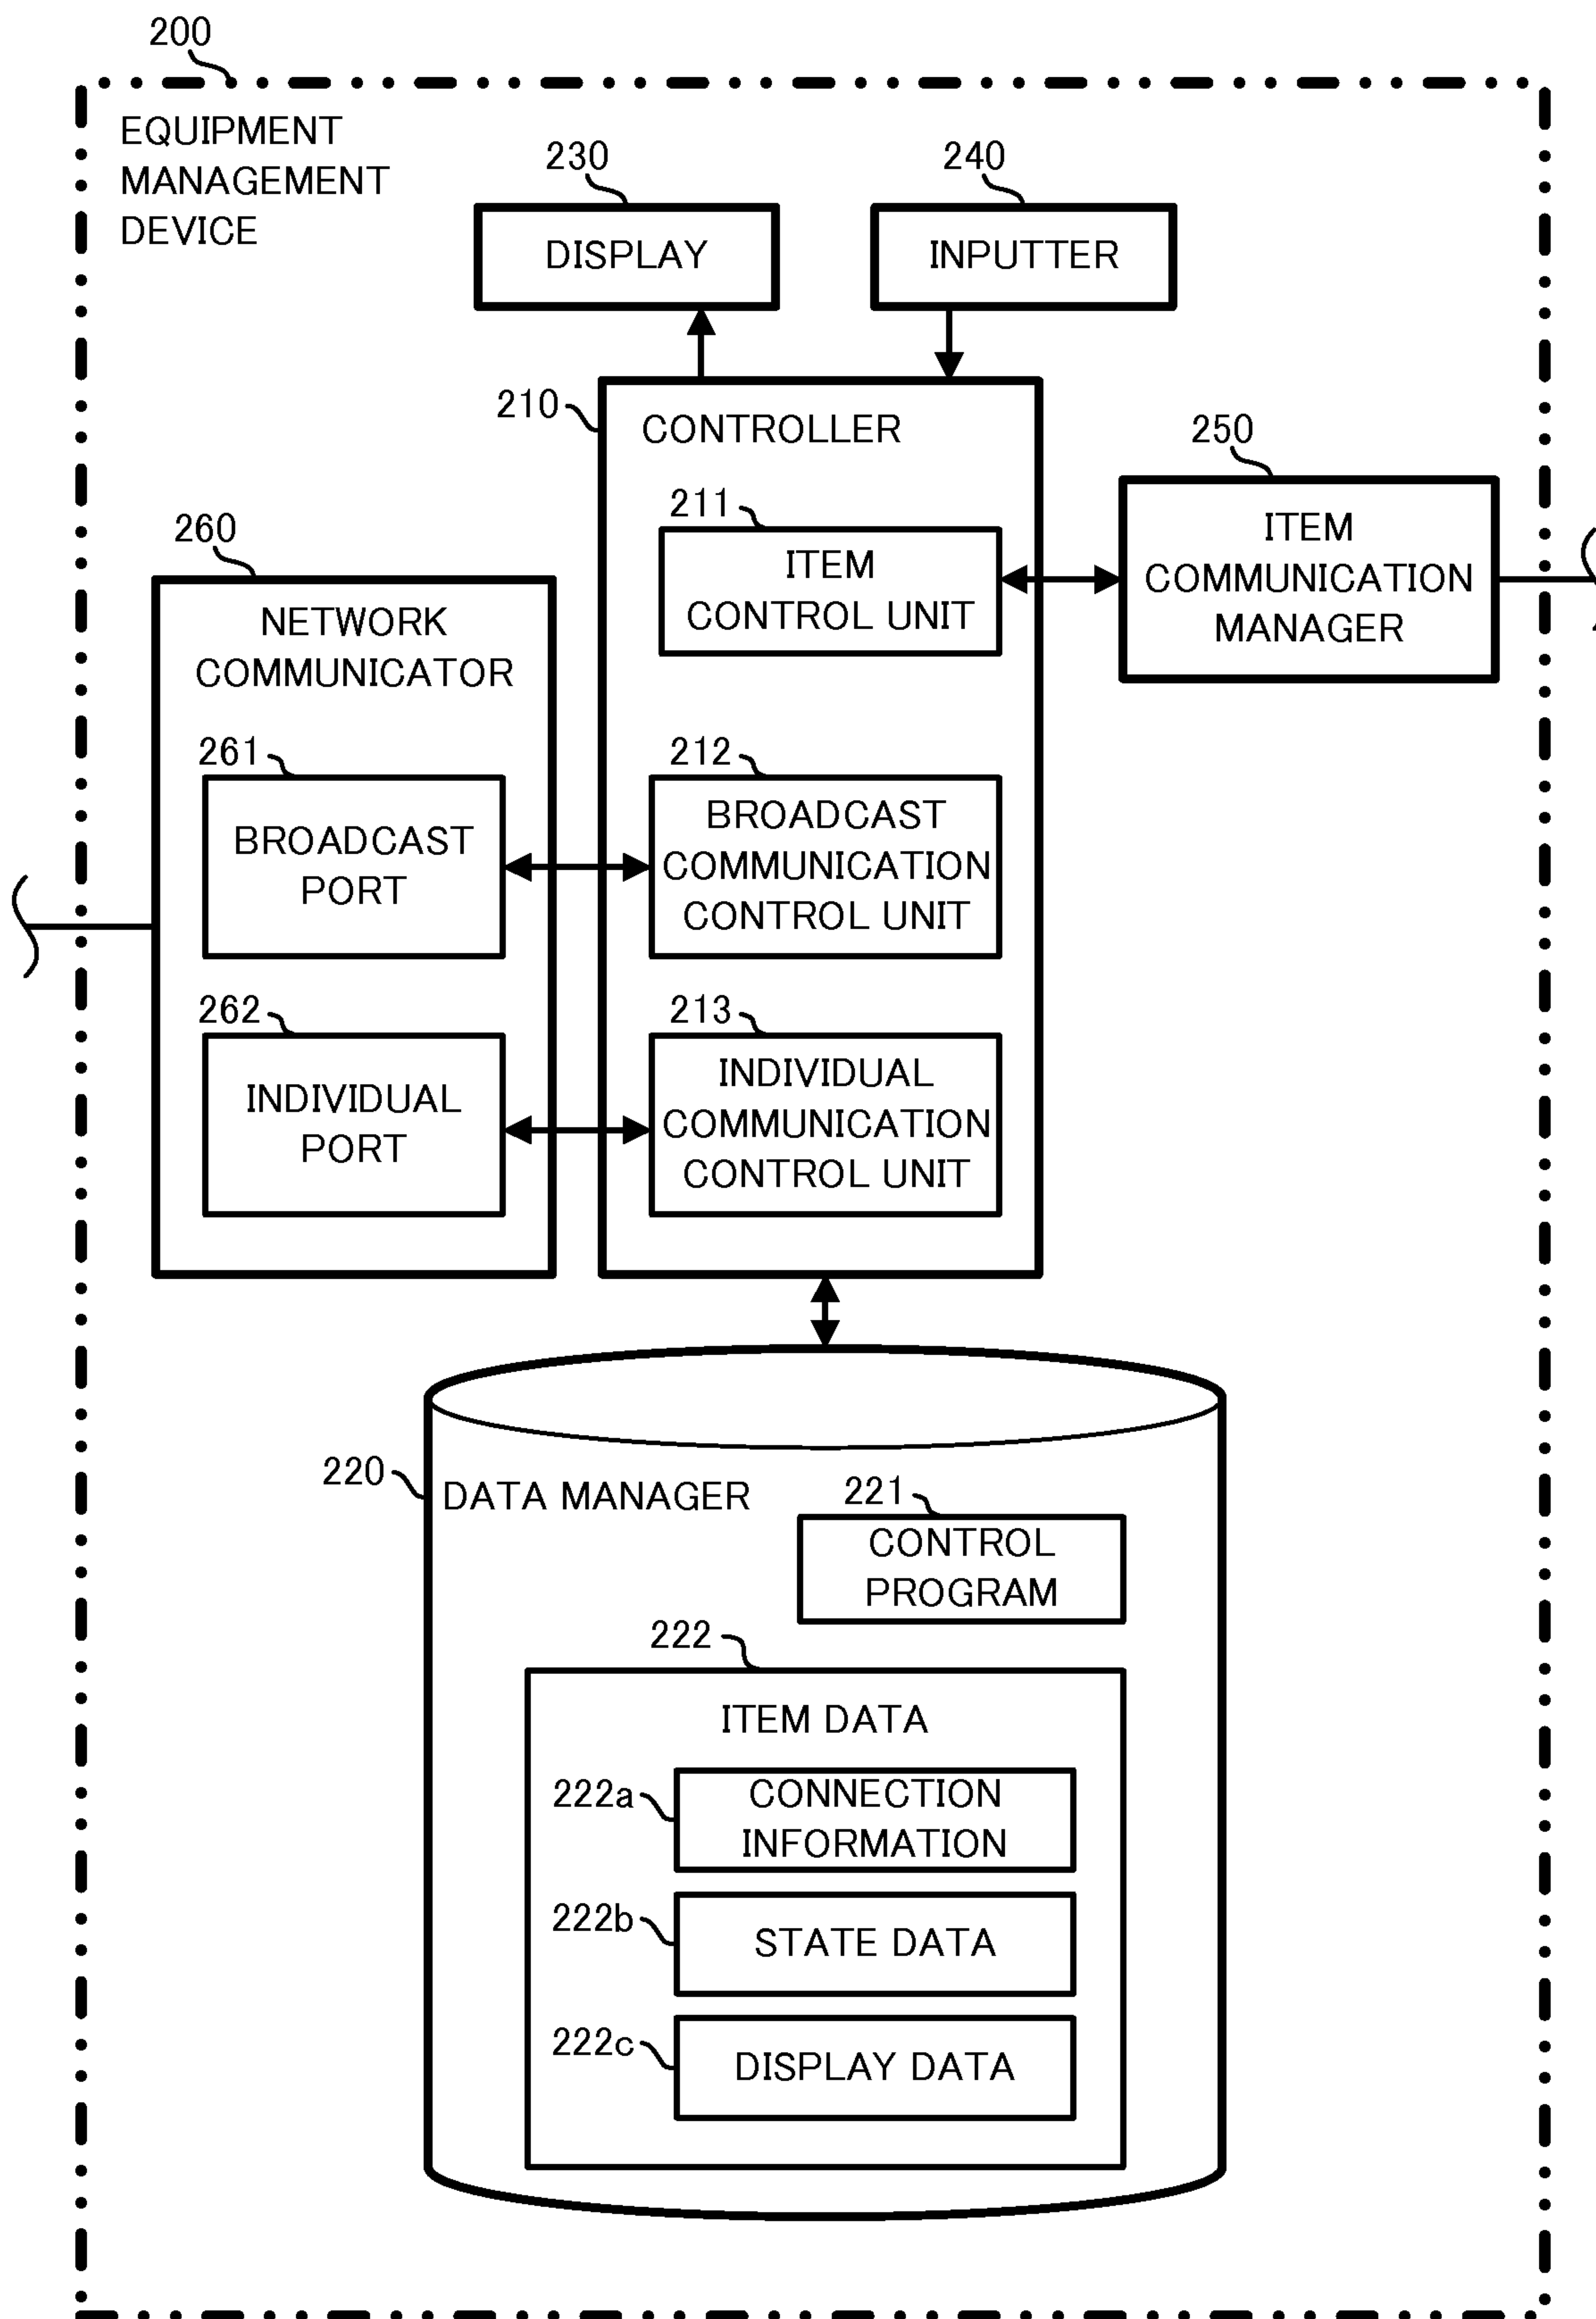 200
EQUIPMENT
MANAGEMENT
DEVICE
230
DISPLAY
240
INPUTTER
210
CONTROLLER
211
ITEM
CONTROL UNIT
250
ITEM
COMMUNICATION
MANAGER
260
NETWORK
COMMUNICATOR
261
BROADCAST
PORT
212
BROADCAST
COMMUNICATION
CONTROL UNIT
262
INDIVIDUAL
PORT
213
INDIVIDUAL
COMMUNICATION
CONTROL UNIT
220
DATA MANAGER
221
CONTROL
PROGRAM
222
ITEM DATA
222a
CONNECTION
INFORMATION
222b
STATE DATA
222c
DISPLAY DATA